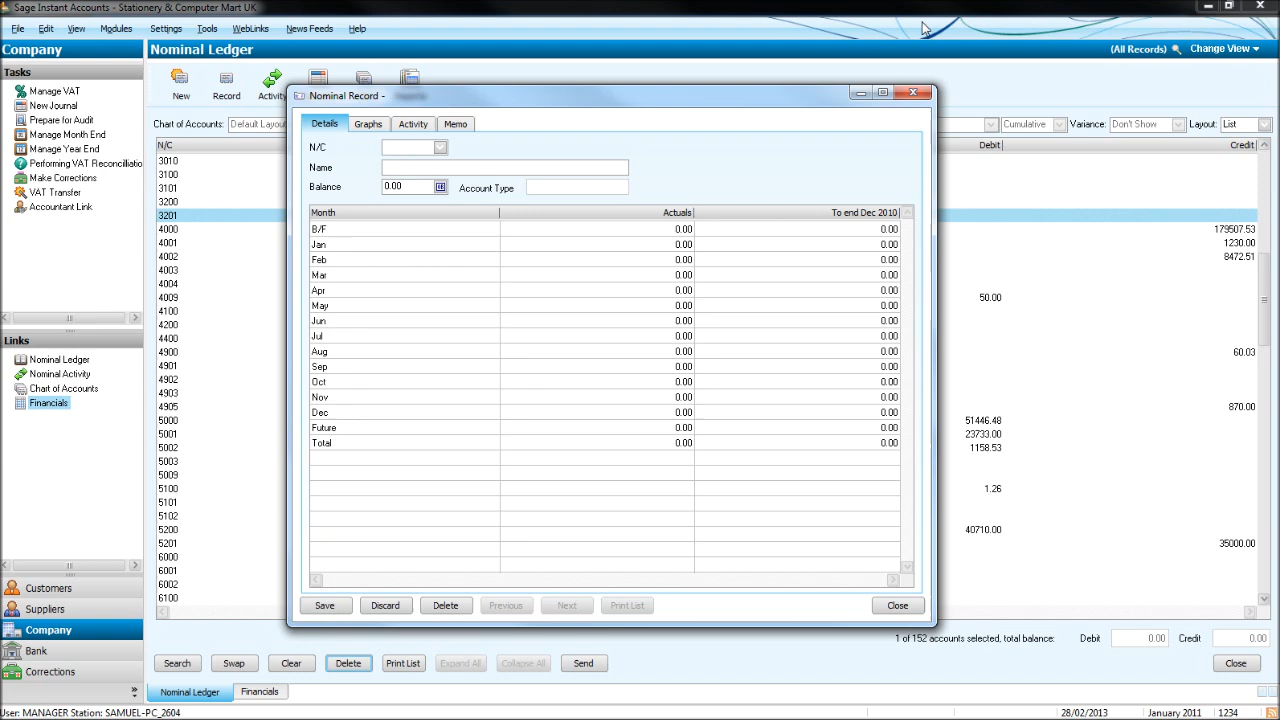 Sage Instant Accounts - Stationery & Computer Mart UK
File Edit View Modules Settings Tools WebLinks News Feeds Help
Company
Nominal Ledger
(All Records) Change View
Tasks
Manage VAT
New Journal
Prepare for Audit
Manage Month End
Manage Year End
Performing VAT Reconciliatio
Make Corrections
VAT Transfer
Accountant Link
New Record Activity
Chart of Accounts: Default Layou
Cumulative Variance: Don't Show Layout: List
N/C Debit Credit
3010
3100
3101
3200
3201
4000 179507.53
4001 1230.00
4002 8472.51
4003
4004
4009 50.00
4100
4200
4400
4900 60.03
4901
4902
4903
4905 870.00
5000 51446.48
5001 23733.00
5002 1158.53
5003
5009
5100 1.26
5101
5102
5200 40710.00
5201 35000.00
6000
6001
6002
6100
Nominal Record -
Details Graphs Activity Memo
N/C
Name
Balance 0.00 Account Type
Month Actuals To end Dec 2010
B/F 0.00 0.00
Jan 0.00 0.00
Feb 0.00 0.00
Mar 0.00 0.00
Apr 0.00 0.00
May 0.00 0.00
Jun 0.00 0.00
Jul 0.00 0.00
Aug 0.00 0.00
Sep 0.00 0.00
Oct 0.00 0.00
Nov 0.00 0.00
Dec 0.00 0.00
Future 0.00 0.00
Total 0.00 0.00
Save Discard Delete Previous Next Print List Close
Links
Nominal Ledger
Nominal Activity
Chart of Accounts
Financials
Customers
Suppliers
Company
Bank
Corrections
1 of 152 accounts selected, total balance: Debit 0.00 Credit 0.00
Search Swap Clear Delete Print List Expand All Collapse All Send Close
Nominal Ledger Financials
User: MANAGER Station: SAMUEL-PC_2604 28/02/2013 January 2011 1234